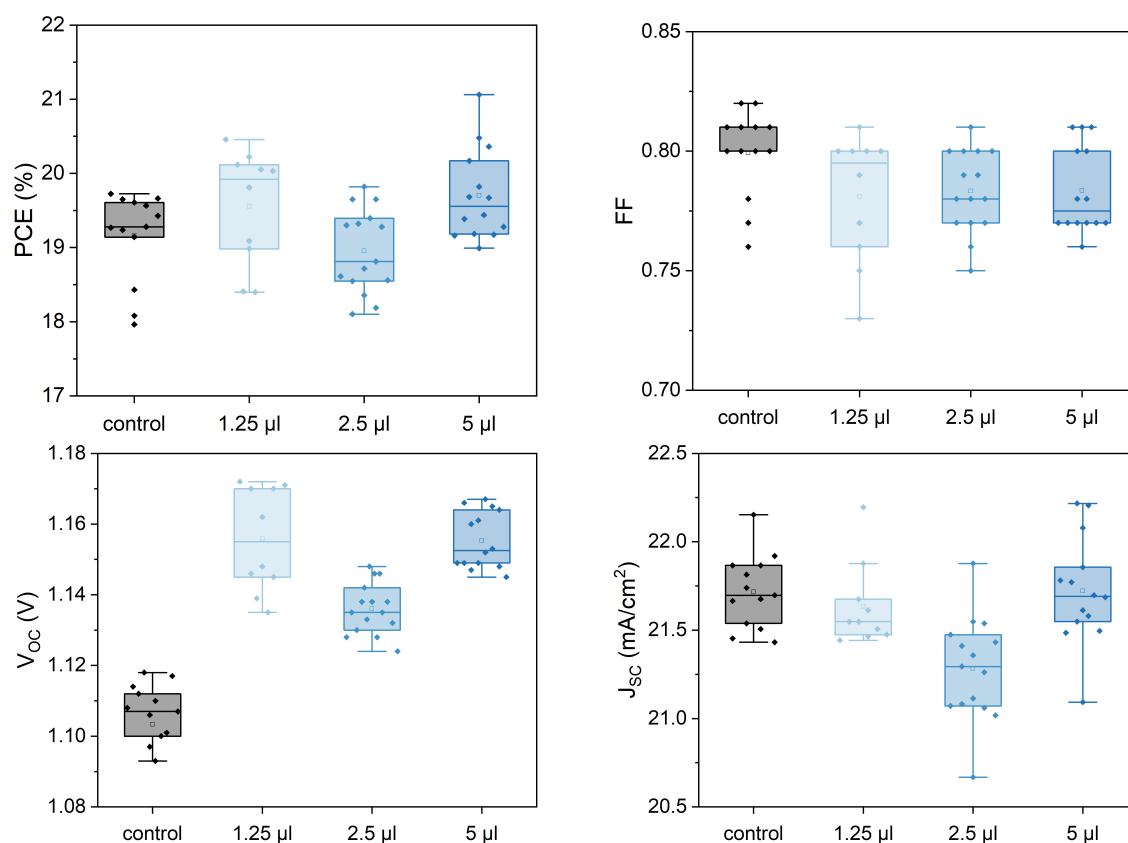 22
21
20
19
18
17
PCE (%)
control
1.25 µl
2.5 µl
5 µl
0.85
0.80
0.75
0.70
FF
control
1.25 µl
2.5 µl
5 µl
1.18
1.16
1.14
1.12
1.10
1.08
V_OC (V)
control
1.25 µl
2.5 µl
5 µl
22.5
22.0
21.5
21.0
20.5
J_SC (mA/cm²)
control
1.25 µl
2.5 µl
5 µl